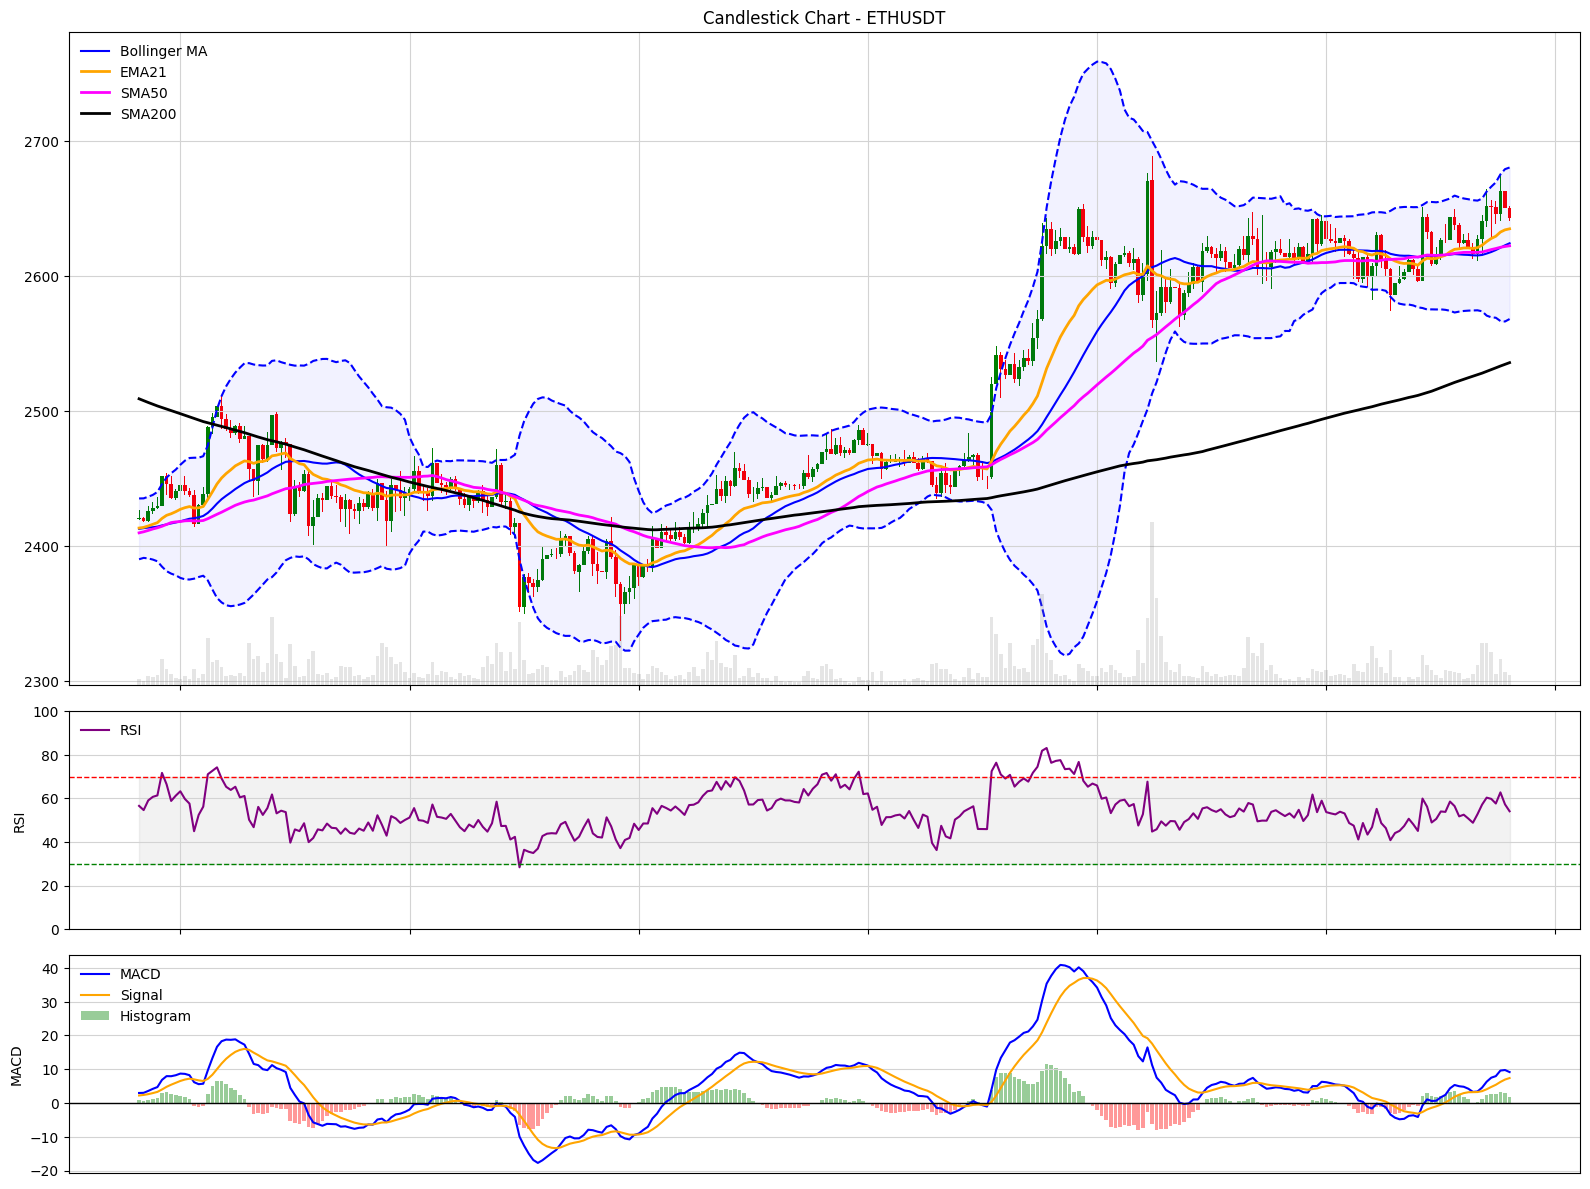 Candlestick Chart - ETHUSDT
Bollinger MA
EMA21
SMA50
SMA200
2700
2600
2500
2400
2300
RSI
100
80
60
40
20
0
RSI
MACD
Signal
Histogram
40
30
20
10
0
−10
−20
MACD